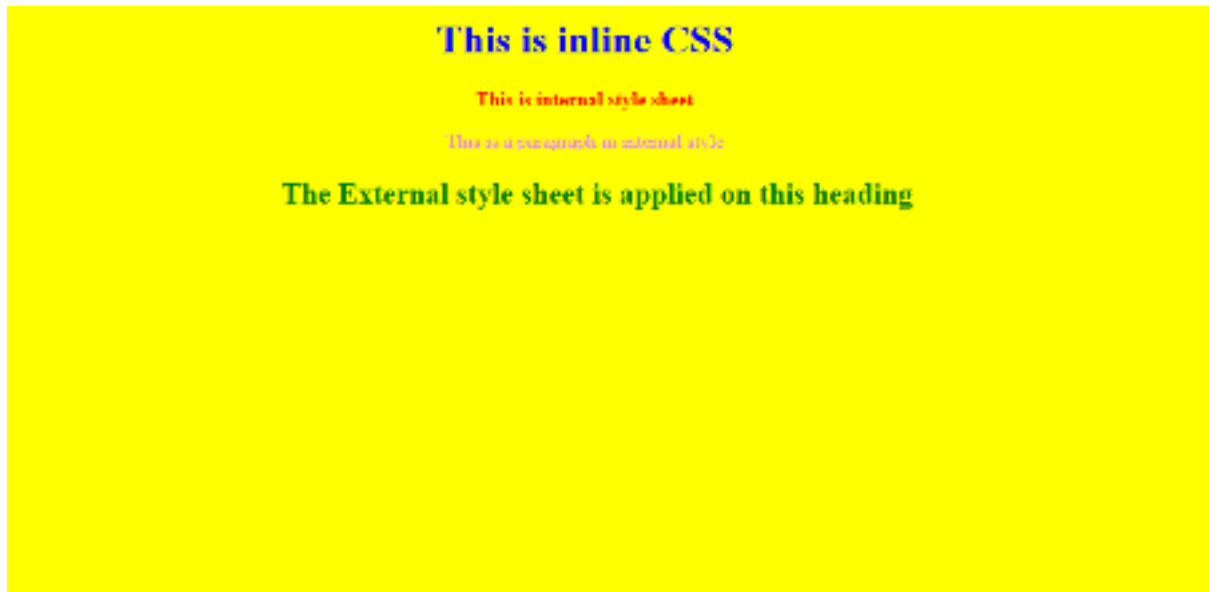 This is inline CSS
This is internal style sheet
This is a paragraph in external style
The External style sheet is applied on this heading